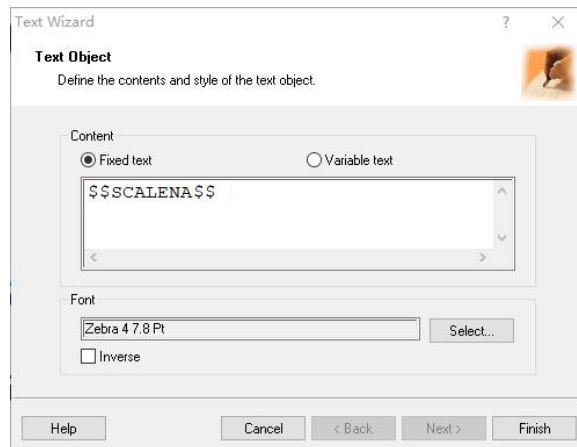 Text Wizard ?
Text Object
Define the contents and style of the text object.
Content
Fixed text Variable text
$$SCALENA$$
Font
Zebra 4 7.8 Pt Select...
Inverse
Help Cancel < Back Next > Finish